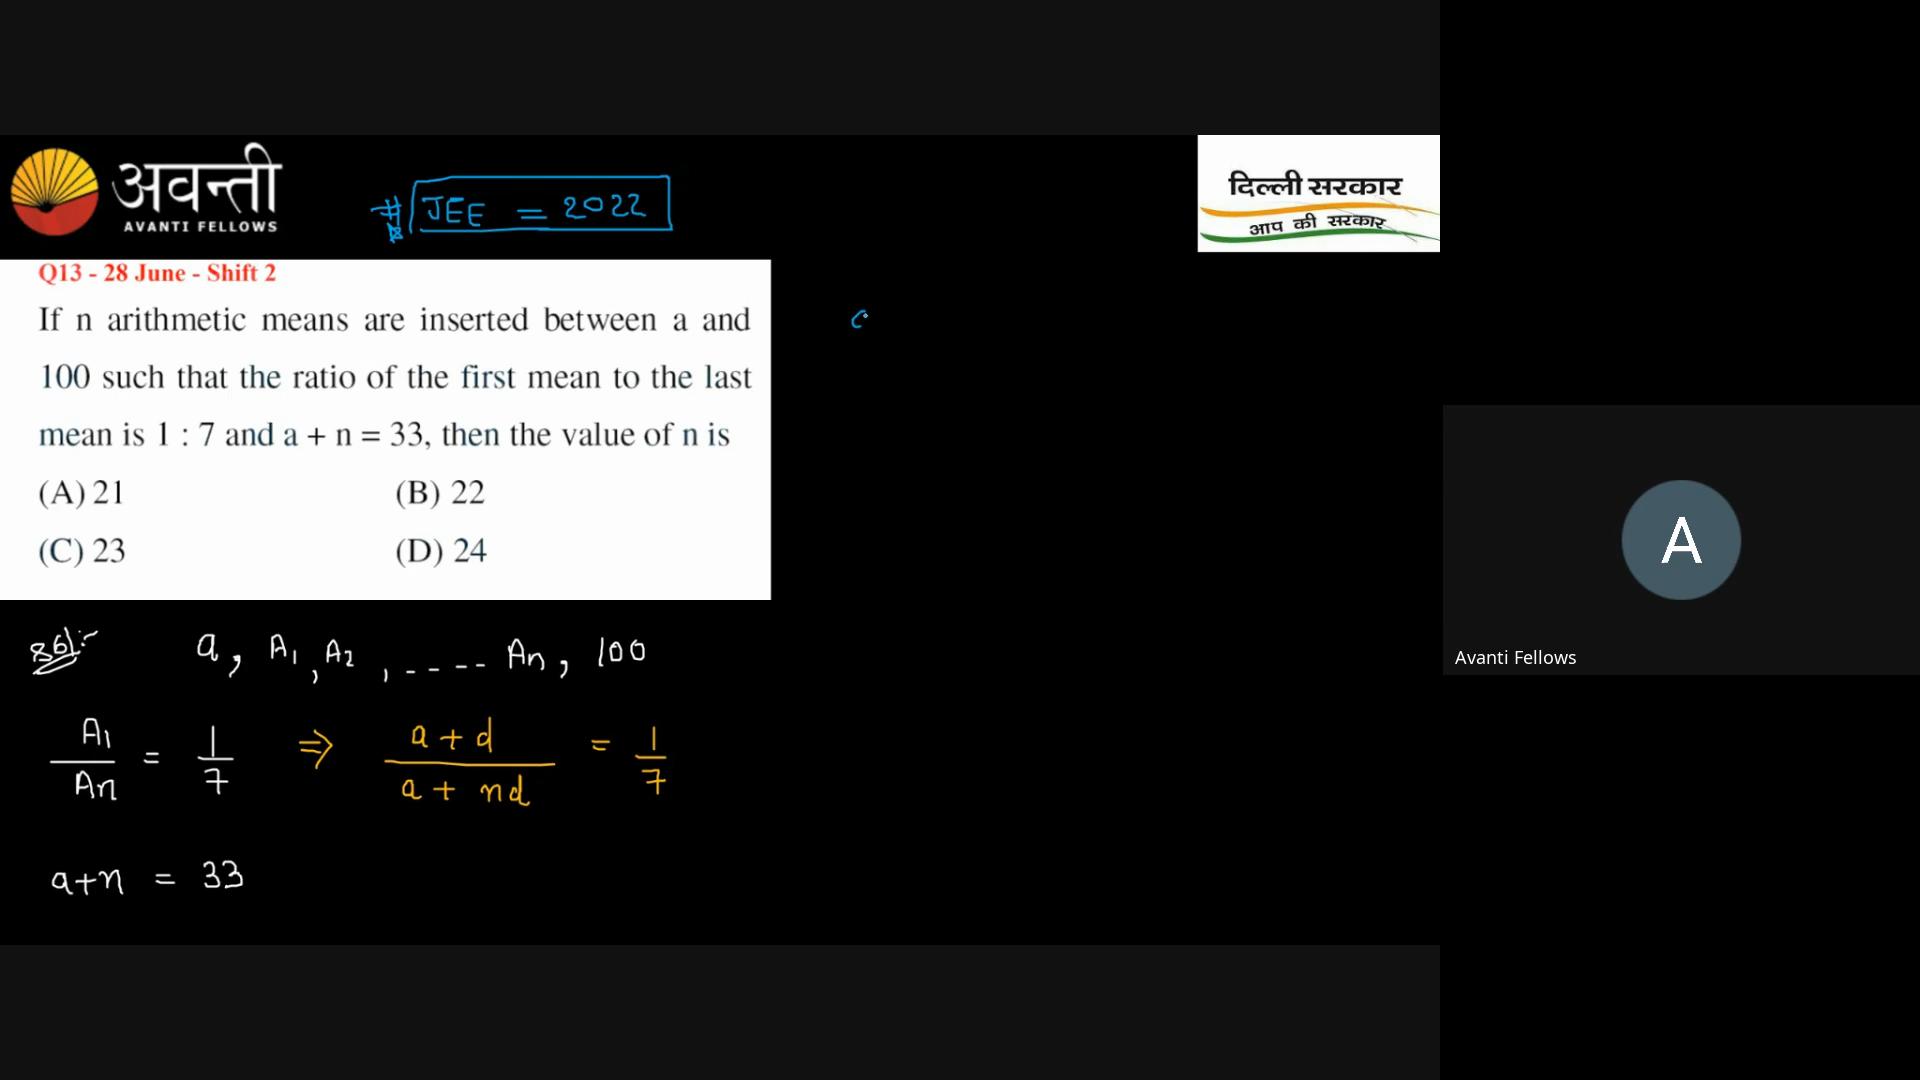 अवन्ती
AVANTI FELLOWS
# JEE = 2022
दिल्ली सरकार
आप की सरकार
Q13 - 28 June - Shift 2
If n arithmetic means are inserted between a and
100 such that the ratio of the first mean to the last
mean is 1 : 7 and a + n = 33, then the value of n is
(A) 21 (B) 22
(C) 23 (D) 24
Sol:- a, A1, A2, ---- An, 100
A1/An = 1/7 ⇒ a + d / a + nd = 1/7
a+n = 33
A
Avanti Fellows